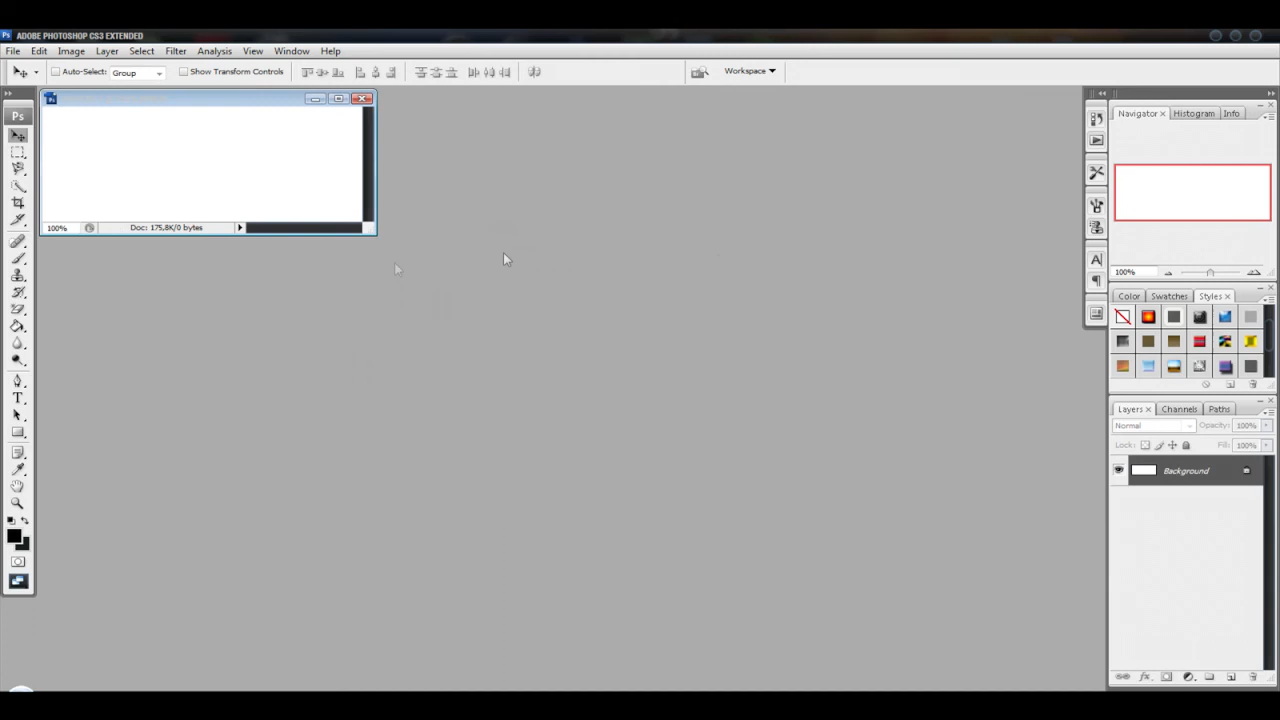 Ps ADOBE PHOTOSHOP CS3 EXTENDED
File Edit Image Layer Select Filter Analysis View Window Help
Auto-Select: Group Show Transform Controls Workspace
Ps
Navigator Histogram Info
100% Doc: 175,8K/0 bytes
100%
Color Swatches Styles
Layers Channels Paths
Normal Opacity: 100%
Lock: Fill: 100%
Background